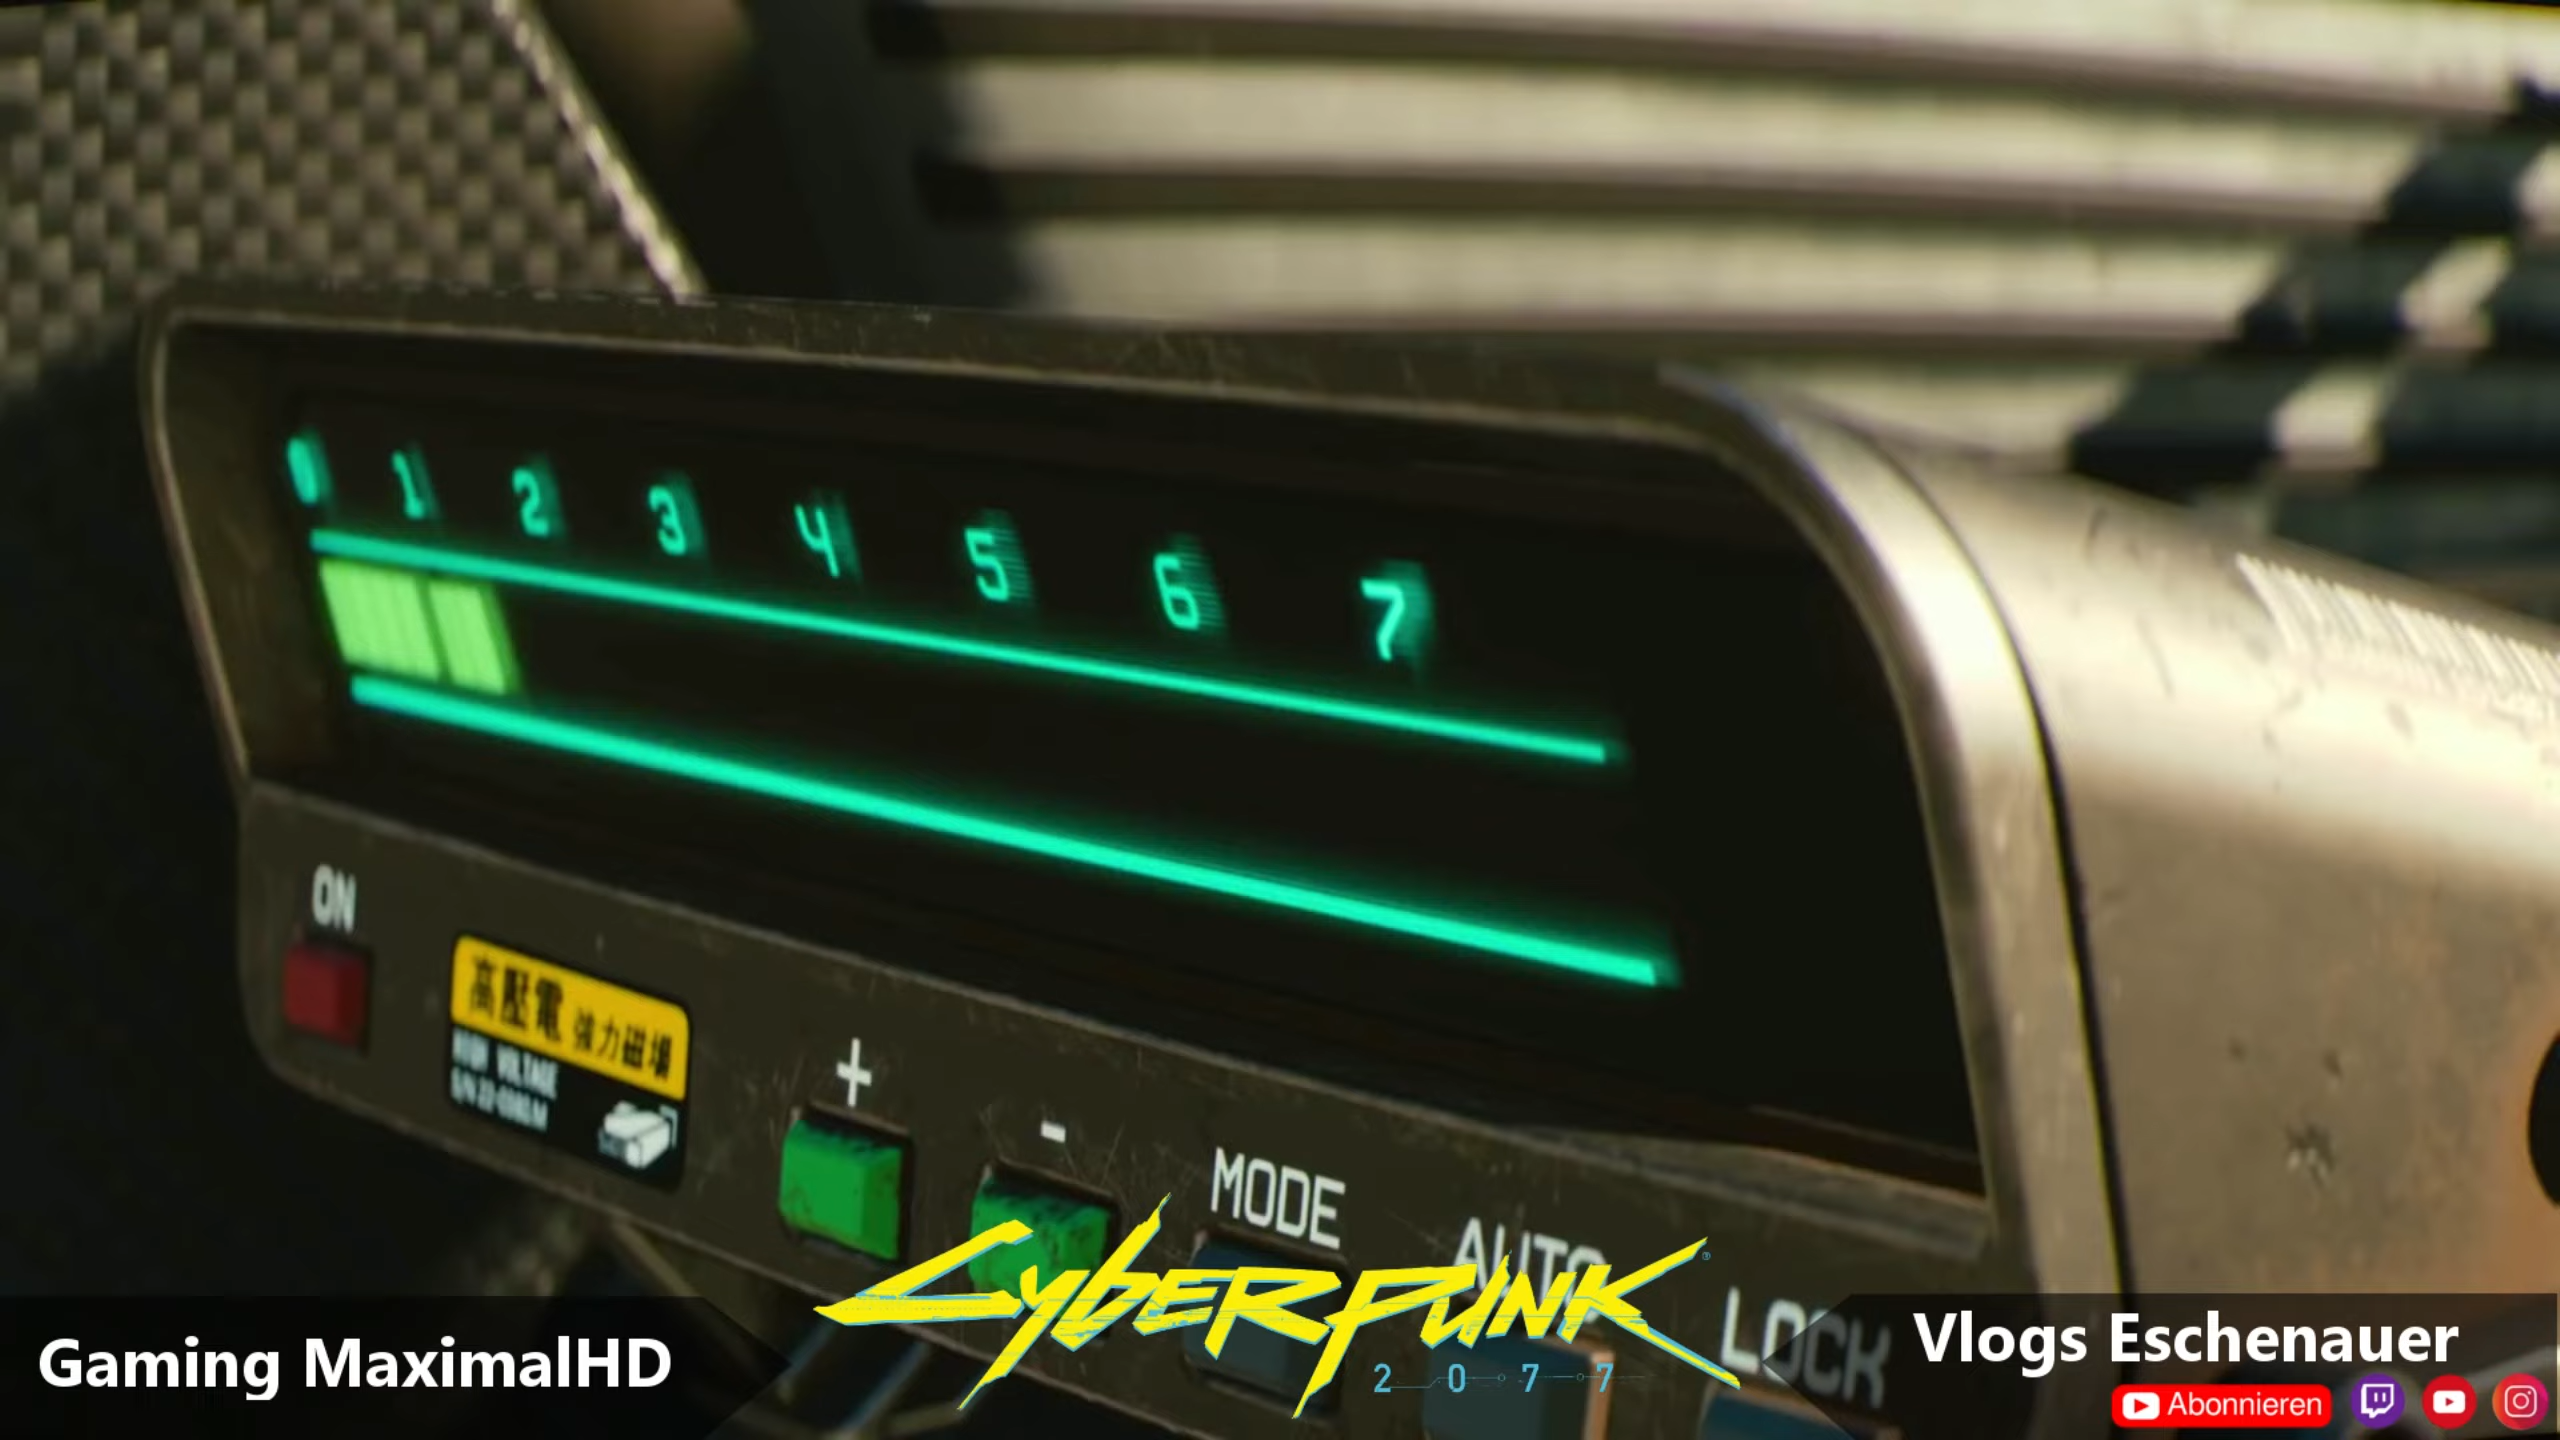 0 1 2 3 4 5 6 7
ON
高壓電 強力磁場
HIGH VOLTAGE
+
-
MODE
AUTO
LOCK
CYBERPUNK
2077
Gaming MaximalHD
Vlogs Eschenauer
Abonnieren